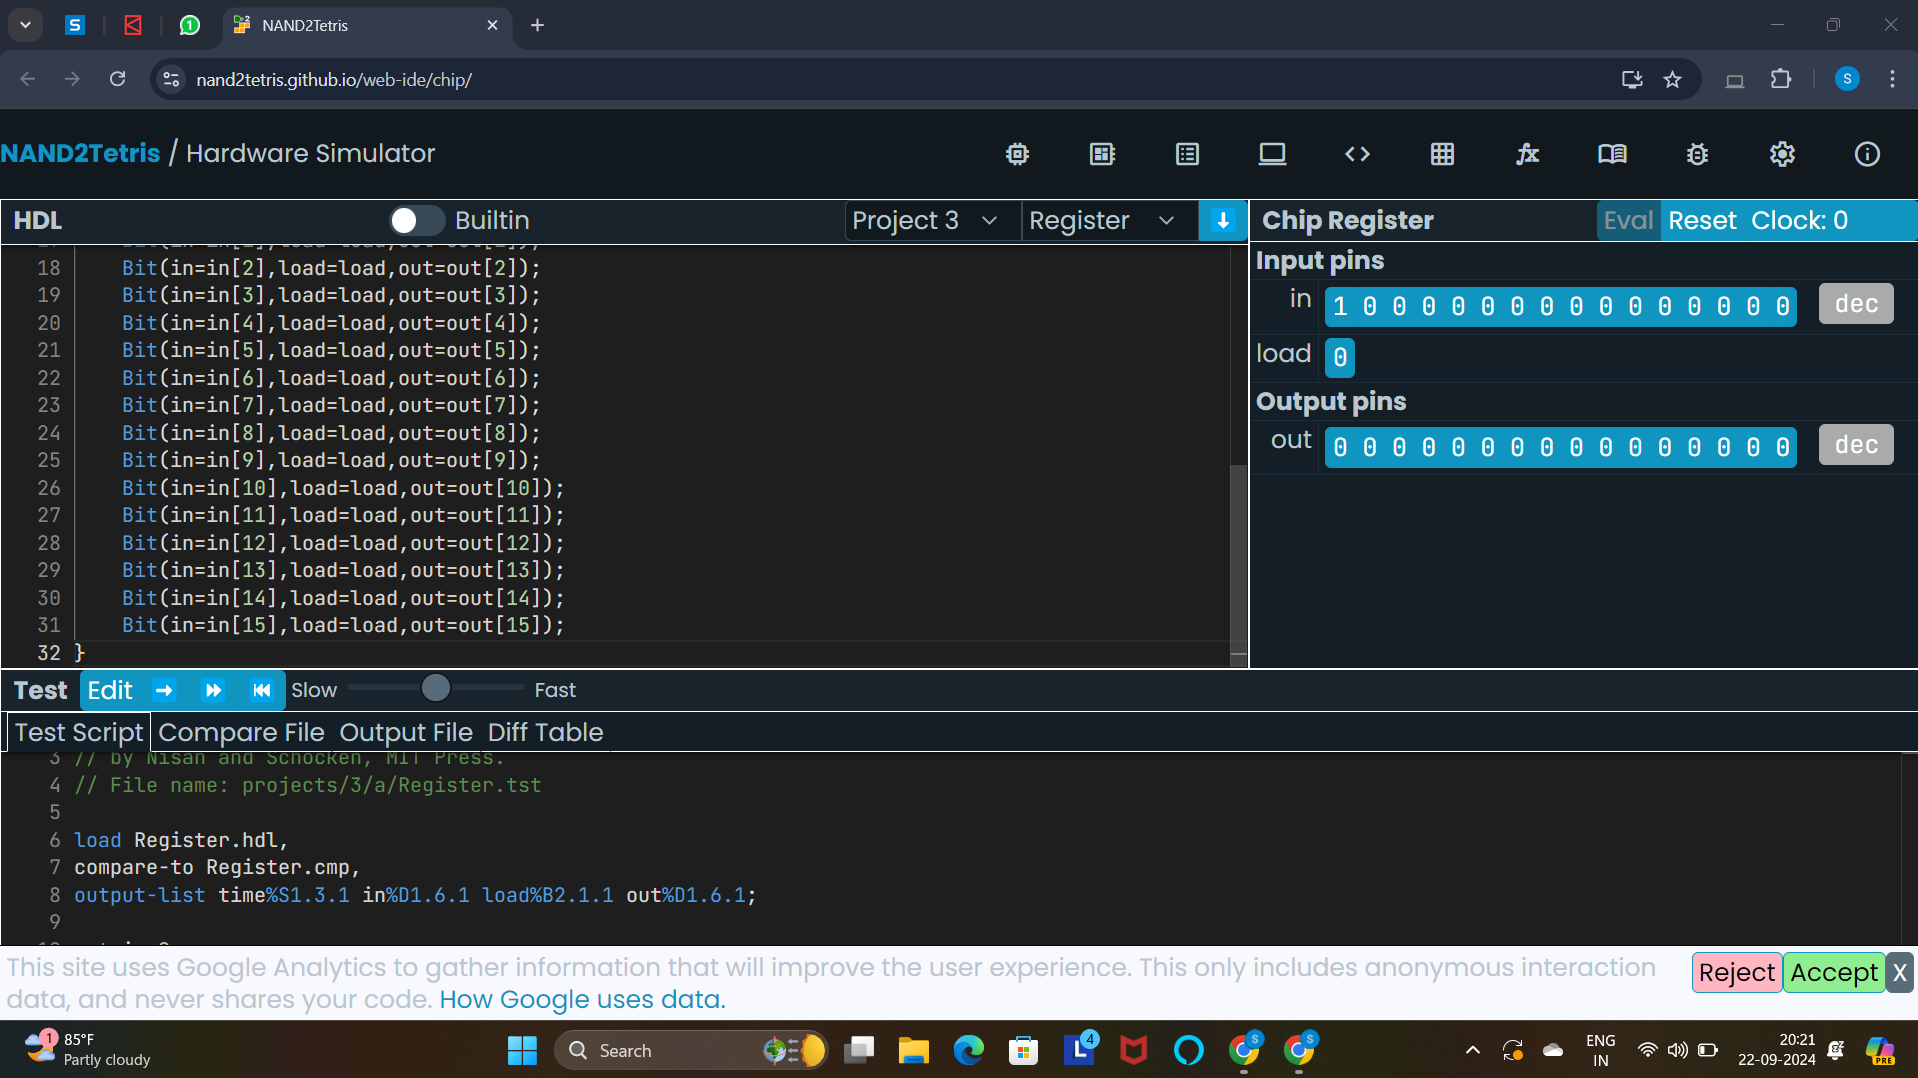 S
1
NAND2Tetris
nand2tetris.github.io/web-ide/chip/
S
NAND2Tetris / Hardware Simulator
HDL
Builtin
Project 3
Register
18 Bit(in=in[2],load=load,out=out[2]);
19 Bit(in=in[3],load=load,out=out[3]);
20 Bit(in=in[4],load=load,out=out[4]);
21 Bit(in=in[5],load=load,out=out[5]);
22 Bit(in=in[6],load=load,out=out[6]);
23 Bit(in=in[7],load=load,out=out[7]);
24 Bit(in=in[8],load=load,out=out[8]);
25 Bit(in=in[9],load=load,out=out[9]);
26 Bit(in=in[10],load=load,out=out[10]);
27 Bit(in=in[11],load=load,out=out[11]);
28 Bit(in=in[12],load=load,out=out[12]);
29 Bit(in=in[13],load=load,out=out[13]);
30 Bit(in=in[14],load=load,out=out[14]);
31 Bit(in=in[15],load=load,out=out[15]);
32 }
Chip Register
Eval Reset Clock: 0
Input pins
in 1 0 0 0 0 0 0 0 0 0 0 0 0 0 0 0 dec
load 0
Output pins
out 0 0 0 0 0 0 0 0 0 0 0 0 0 0 0 0 dec
Test Edit Slow Fast
Test Script Compare File Output File Diff Table
3 // by Nisan and Schocken, MIT Press.
4 // File name: projects/3/a/Register.tst
5
6 load Register.hdl,
7 compare-to Register.cmp,
8 output-list time%S1.3.1 in%D1.6.1 load%B2.1.1 out%D1.6.1;
9
This site uses Google Analytics to gather information that will improve the user experience. This only includes anonymous interaction
data, and never shares your code. How Google uses data.
Reject Accept X
1
85°F
Partly cloudy
Search
L
4
S
S
ENG
IN
20:21
22-09-2024
PRE